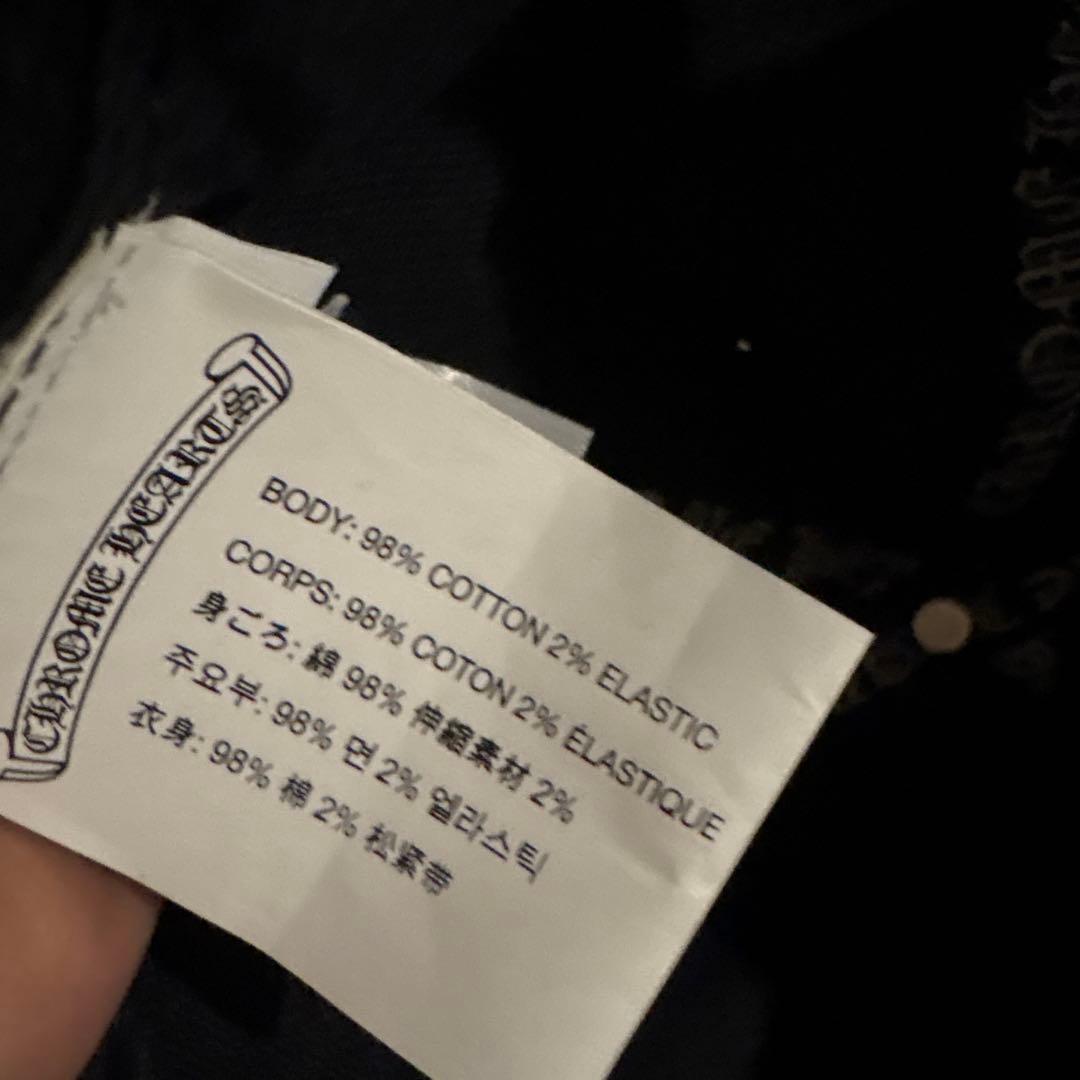 CHROME HEARTS
BODY: 98% COTTON 2% ELASTIC
CORPS: 98% COTON 2% ÉLASTIQUE
身ごろ: 綿 98% 伸縮素材 2%
주요부: 98% 면 2% 엘라스틱
衣身: 98% 棉 2% 松紧带